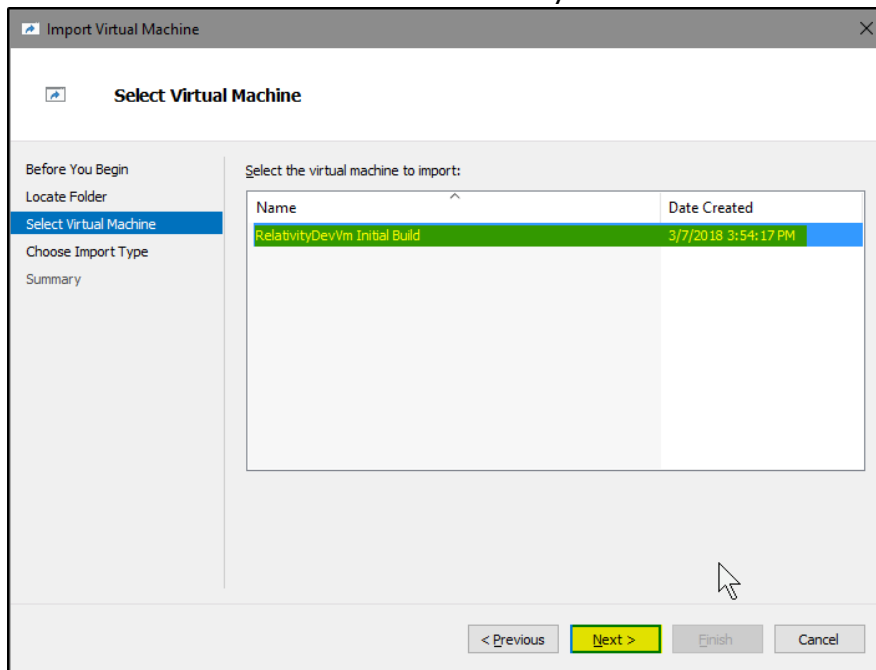 Import Virtual Machine
Select Virtual Machine
Before You Begin
Locate Folder
Select Virtual Machine
Choose Import Type
Summary
Select the virtual machine to import:
Name Date Created
RelativityDevVm Initial Build 3/7/2018 3:54:17 PM
< Previous Next > Finish Cancel